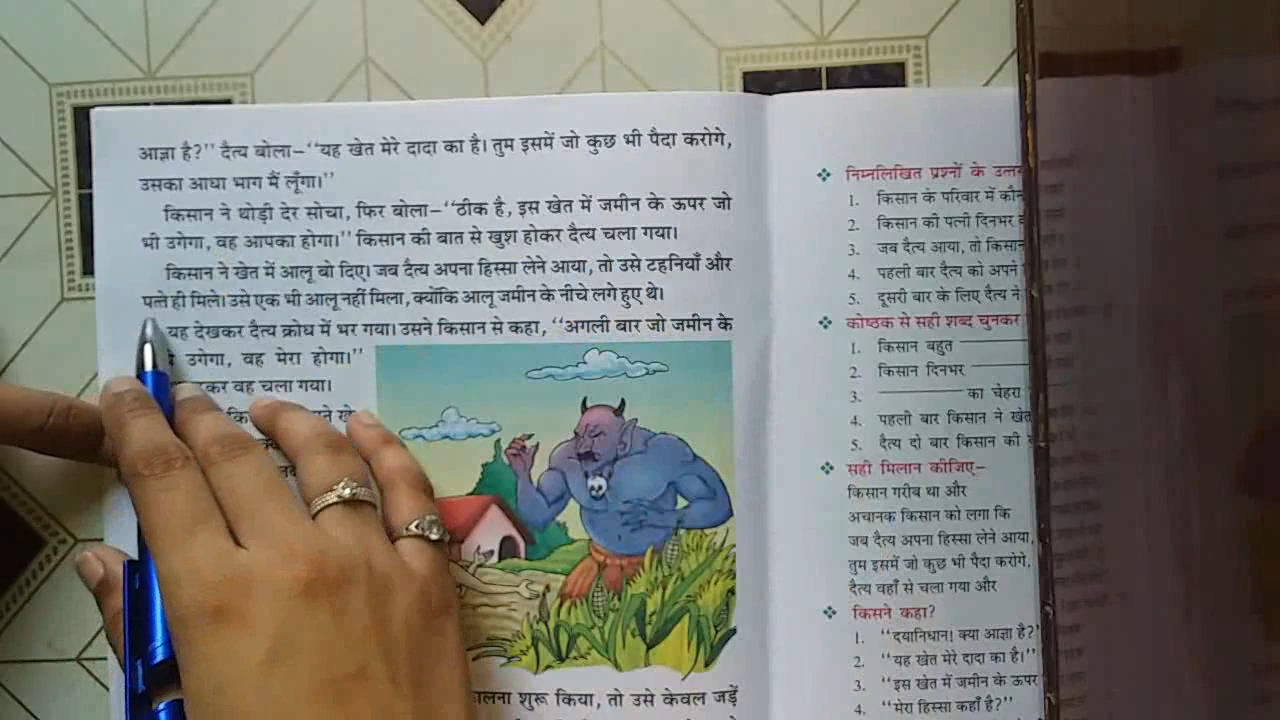 आज्ञा है?" दैत्य बोला–"यह खेत मेरे दादा का है। तुम इसमें जो कुछ भी पैदा करोगे,
उसका आधा भाग मैं लूँगा।"
किसान ने थोड़ी देर सोचा, फिर बोला–"ठीक है, इस खेत में जमीन के ऊपर जो
भी उगेगा, वह आपका होगा।" किसान की बात से खुश होकर दैत्य चला गया।
किसान ने खेत में आलू बो दिए। जब दैत्य अपना हिस्सा लेने आया, तो उसे टहनियाँ और
पत्ते ही मिले। उसे एक भी आलू नहीं मिला, क्योंकि आलू जमीन के नीचे लगे हुए थे।
यह देखकर दैत्य क्रोध में भर गया। उसने किसान से कहा, "अगली बार जो जमीन के
उगेगा, वह मेरा होगा।"
वह चला गया।
शुरू किया, तो उसे केवल जड़ें
निम्नलिखित प्रश्नों के
1. किसान के परिवार में
2. किसान की पत्नी दिनभर
3. जब दैत्य आया, तो किसान
4. पहली बार दैत्य को अपने
5. दूसरी बार के लिए दैत्य ने
कोष्ठक से सही शब्द चुनकर
1. किसान बहुत
2. किसान दिनभर
3. का चेहरा
4. पहली बार किसान ने खेत
5. दैत्य दो बार किसान की
सही मिलान कीजिए–
किसान गरीब था और
अचानक किसान को लगा कि
जब दैत्य अपना हिस्सा लेने आया,
तुम इसमें जो कुछ भी पैदा करोगे,
दैत्य वहाँ से चला गया और
किसने कहा?
1. "दयानिधान! क्या आज्ञा है?"
2. "यह खेत मेरे दादा का है।"
3. "इस खेत में जमीन के ऊपर
4. "मेरा हिस्सा कहाँ है?"